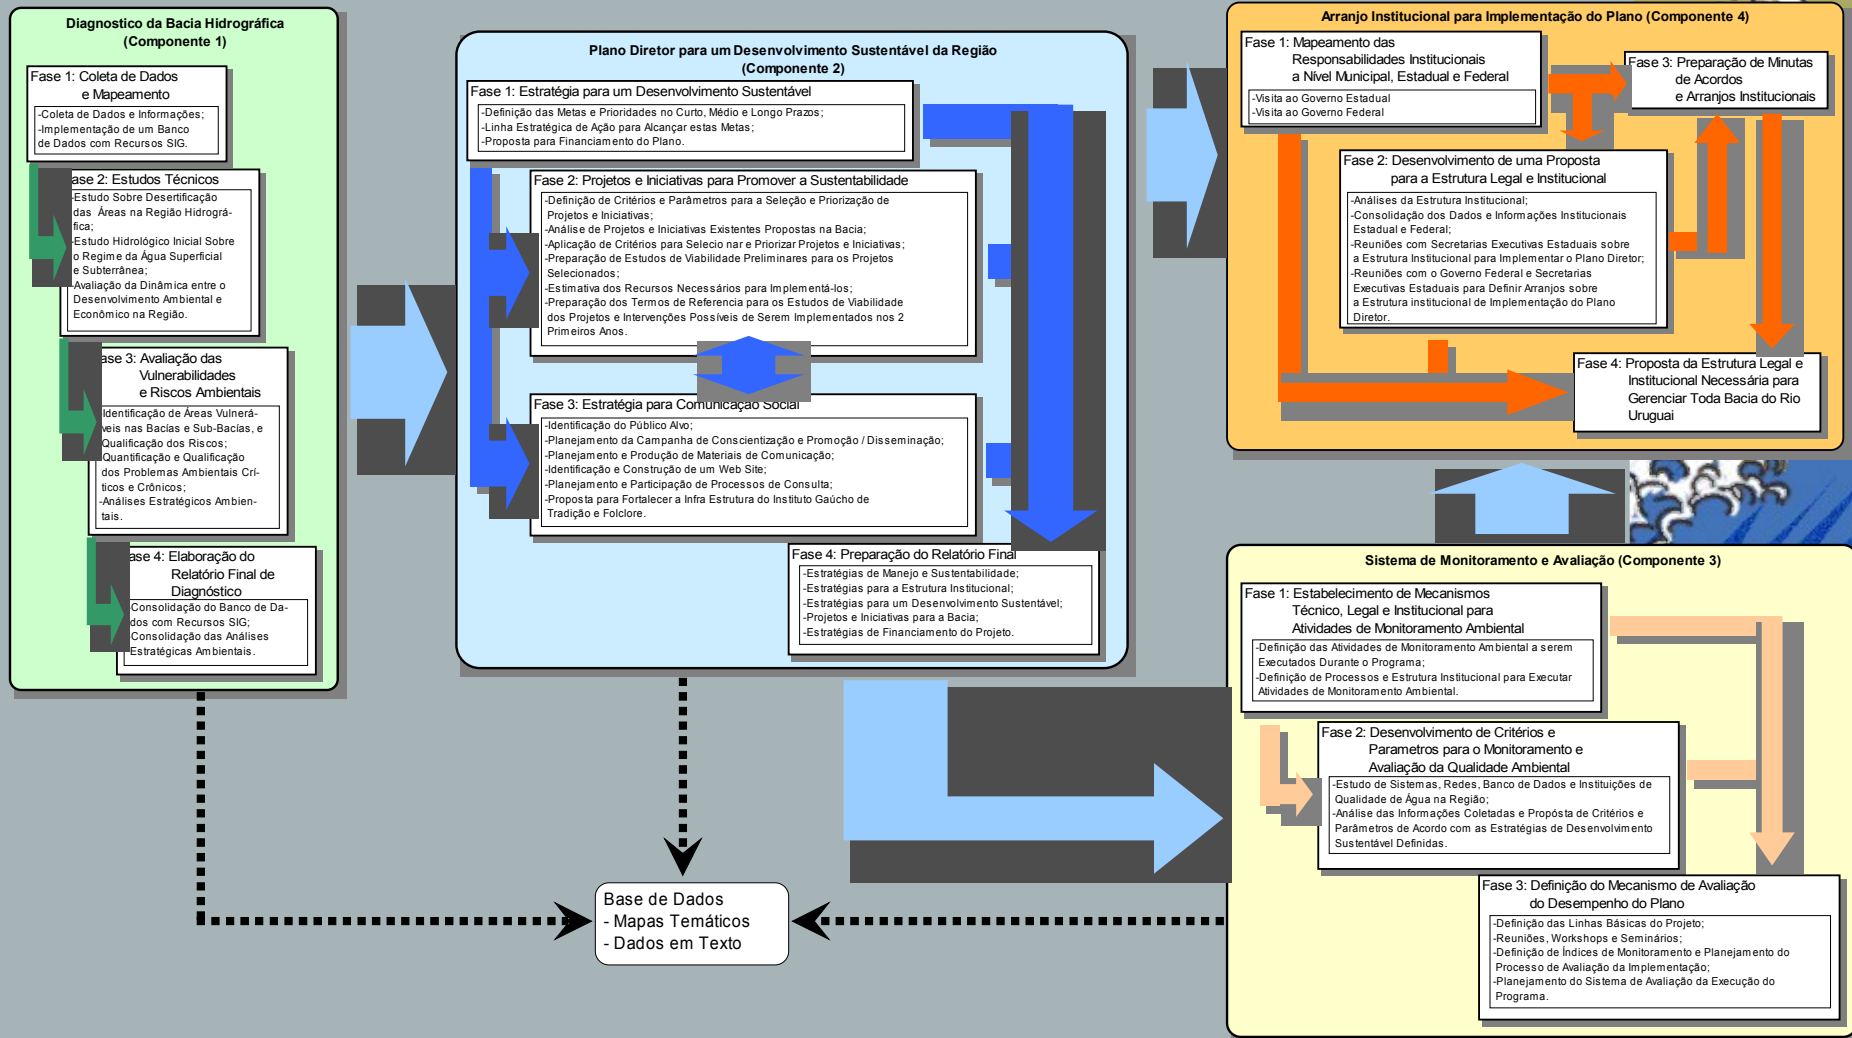 Diagnostico da Bacia Hidrográfica
(Componente 1)
Fase 1: Coleta de Dados
e Mapeamento
-Coleta de Dados e Informações;
-Implementação de um Banco
de Dados com Recursos SIG.
ase 2: Estudos Técnicos
-Estudo Sobre Desertificação
das Áreas na Região Hidrográ-
fica;
-Estudo Hidrológico Inicial Sobre
o Regime da Água Superficial
e Subterrânea;
-Avaliação da Dinâmica entre o
Desenvolvimento Ambiental e
Econômico na Região.
ase 3: Avaliação das
Vulnerabilidades
e Riscos Ambientais
-Identificação de Áreas Vulnerá-
veis nas Bacías e Sub-Bacías, e
Qualificação dos Riscos;
-Quantificação e Qualificação
dos Problemas Ambientais Crí-
ticos e Crônicos;
-Análises Estratégicos Ambien-
tais.
ase 4: Elaboração do
Relatório Final de
Diagnóstico
-Consolidação do Banco de Da-
dos com Recursos SIG;
-Consolidação das Análises
Estratégicas Ambientais.
Plano Diretor para um Desenvolvimento Sustentável da Região
(Componente 2)
Fase 1: Estratégia para um Desenvolvimento Sustentável
-Definição das Metas e Prioridades no Curto, Médio e Longo Prazos;
-Linha Estratégica de Ação para Alcançar estas Metas;
-Proposta para Financiamento do Plano.
Fase 2: Projetos e Iniciativas para Promover a Sustentabilidade
-Definição de Critérios e Parâmetros para a Seleção e Priorização de
Projetos e Iniciativas;
-Análise de Projetos e Iniciativas Existentes Propostas na Bacia;
-Aplicação de Critérios para Selecio nar e Priorizar Projetos e Iniciativas;
-Preparação de Estudos de Viabilidade Preliminares para os Projetos
Selecionados;
-Estimativa dos Recursos Necessários para Implementá-los;
-Preparação dos Termos de Referencia para os Estudos de Viabilidade
dos Projetos e Intervenções Possíveis de Serem Implementados nos 2
Primeiros Anos.
Fase 3: Estratégia para Comunicação Social
-Identificação do Público Alvo;
-Planejamento da Campanha de Conscientização e Promoção / Disseminação;
-Planejamento e Produção de Materiais de Comunicação;
-Identificação e Construção de um Web Site;
-Planejamento e Participação de Processos de Consulta;
-Proposta para Fortalecer a Infra Estrutura do Instituto Gaúcho de
Tradição e Folclore.
Fase 4: Preparação do Relatório Final
-Estratégias de Manejo e Sustentabilidade;
-Estratégias para a Estrutura Institucional;
-Estratégias para um Desenvolvimento Sustentável;
-Projetos e Iniciativas para a Bacia;
-Estratégias de Financiamento do Projeto.
Arranjo Institucional para Implementação do Plano (Componente 4)
Fase 1: Mapeamento das
Responsabilidades Institucionais
a Nível Municipal, Estadual e Federal
-Visita ao Governo Estadual
-Visita ao Governo Federal
Fase 3: Preparação de Minutas
de Acordos
e Arranjos Institucionais
Fase 2: Desenvolvimento de uma Proposta
para a Estrutura Legal e Institucional
-Análises da Estrutura Institucional;
-Consolidação dos Dados e Informações Institucionais
Estadual e Federal;
-Reuniões com Secretarias Executivas Estaduais sobre
a Estrutura Institucional para Implementar o Plano Diretor;
-Reuniões com o Governo Federal e Secretarias
Executivas Estaduais para Definir Arranjos sobre
a Estrutura institucional de Implementação do Plano
Diretor.
Fase 4: Proposta da Estrutura Legal e
Institucional Necessária para
Gerenciar Toda Bacia do Rio
Uruguai
Sistema de Monitoramento e Avaliação (Componente 3)
Fase 1: Estabelecimento de Mecanismos
Técnico, Legal e Institucional para
Atividades de Monitoramento Ambiental
-Definição das Atividades de Monitoramento Ambiental a serem
Executados Durante o Programa;
-Definição de Processos e Estrutura Institucional para Executar
Atividades de Monitoramento Ambiental.
Fase 2: Desenvolvimento de Critérios e
Parametros para o Monitoramento e
Avaliação da Qualidade Ambiental
-Estudo de Sistemas, Redes, Banco de Dados e Instituições de
Qualidade de Água na Região;
-Análise das Informações Coletadas e Propósta de Critérios e
Parâmetros de Acordo com as Estratégias de Desenvolvimento
Sustentável Definidas.
Fase 3: Definição do Mecanismo de Avaliação
do Desempenho do Plano
-Definição das Linhas Básicas do Projeto;
-Reuniões, Workshops e Seminários;
-Definição de Índices de Monitoramento e Planejamento do
Processo de Avaliação da Implementação;
-Planejamento do Sistema de Avaliação da Execução do
Programa.
Base de Dados
- Mapas Temáticos
- Dados em Texto